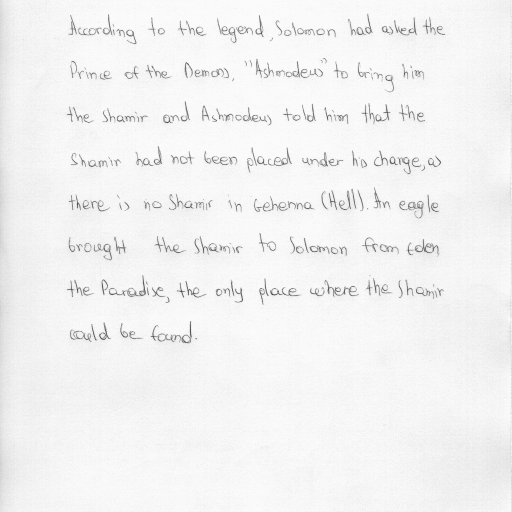 According to the legend, Solomon had asked the
Prince of the Demons, "Ashmodeus" to bring him
the Shamir and Ashmodeus told him that the
Shamir had not been placed under his charge, as
there is no Shamir in Gehenna (Hell). An eagle
brought the Shamir to Solomon from Eden
the Paradise, the only place where the Shamir
could be found.